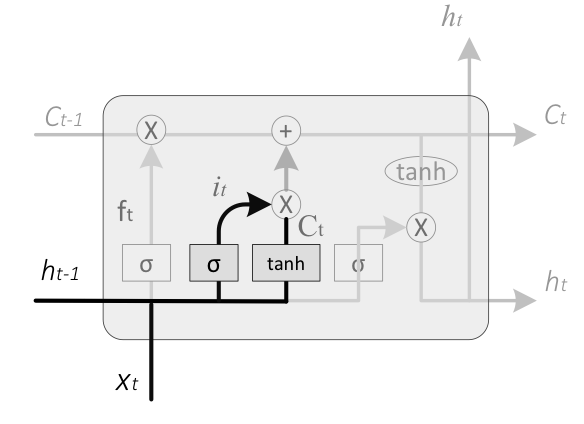 hₜ
Cₜ₋₁
X
+
Cₜ
tanh
iₜ
fₜ
X
Cₜ
X
hₜ₋₁
σ
σ
tanh
σ
hₜ
xₜ